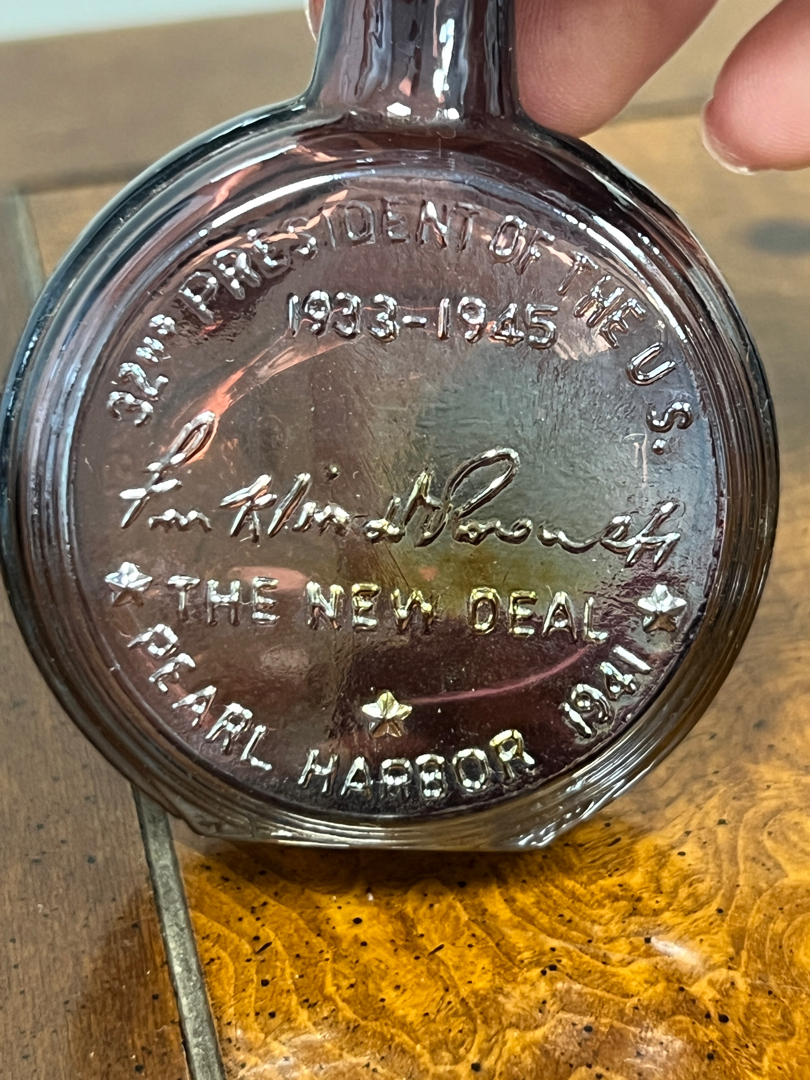 32ND PRESIDENT OF THE U.S.
1933-1945
Franklin D Roosevelt
THE NEW DEAL
PEARL HARBOR 1941